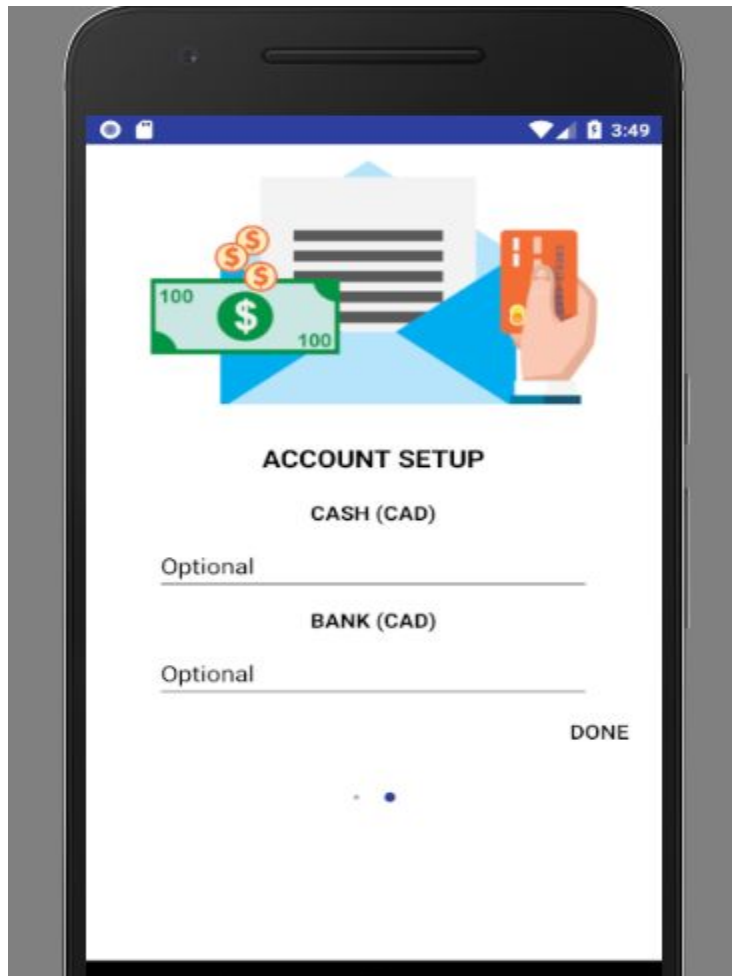 3:49
100
$
$
$
$
100
ACCOUNT SETUP
CASH (CAD)
Optional
BANK (CAD)
Optional
DONE